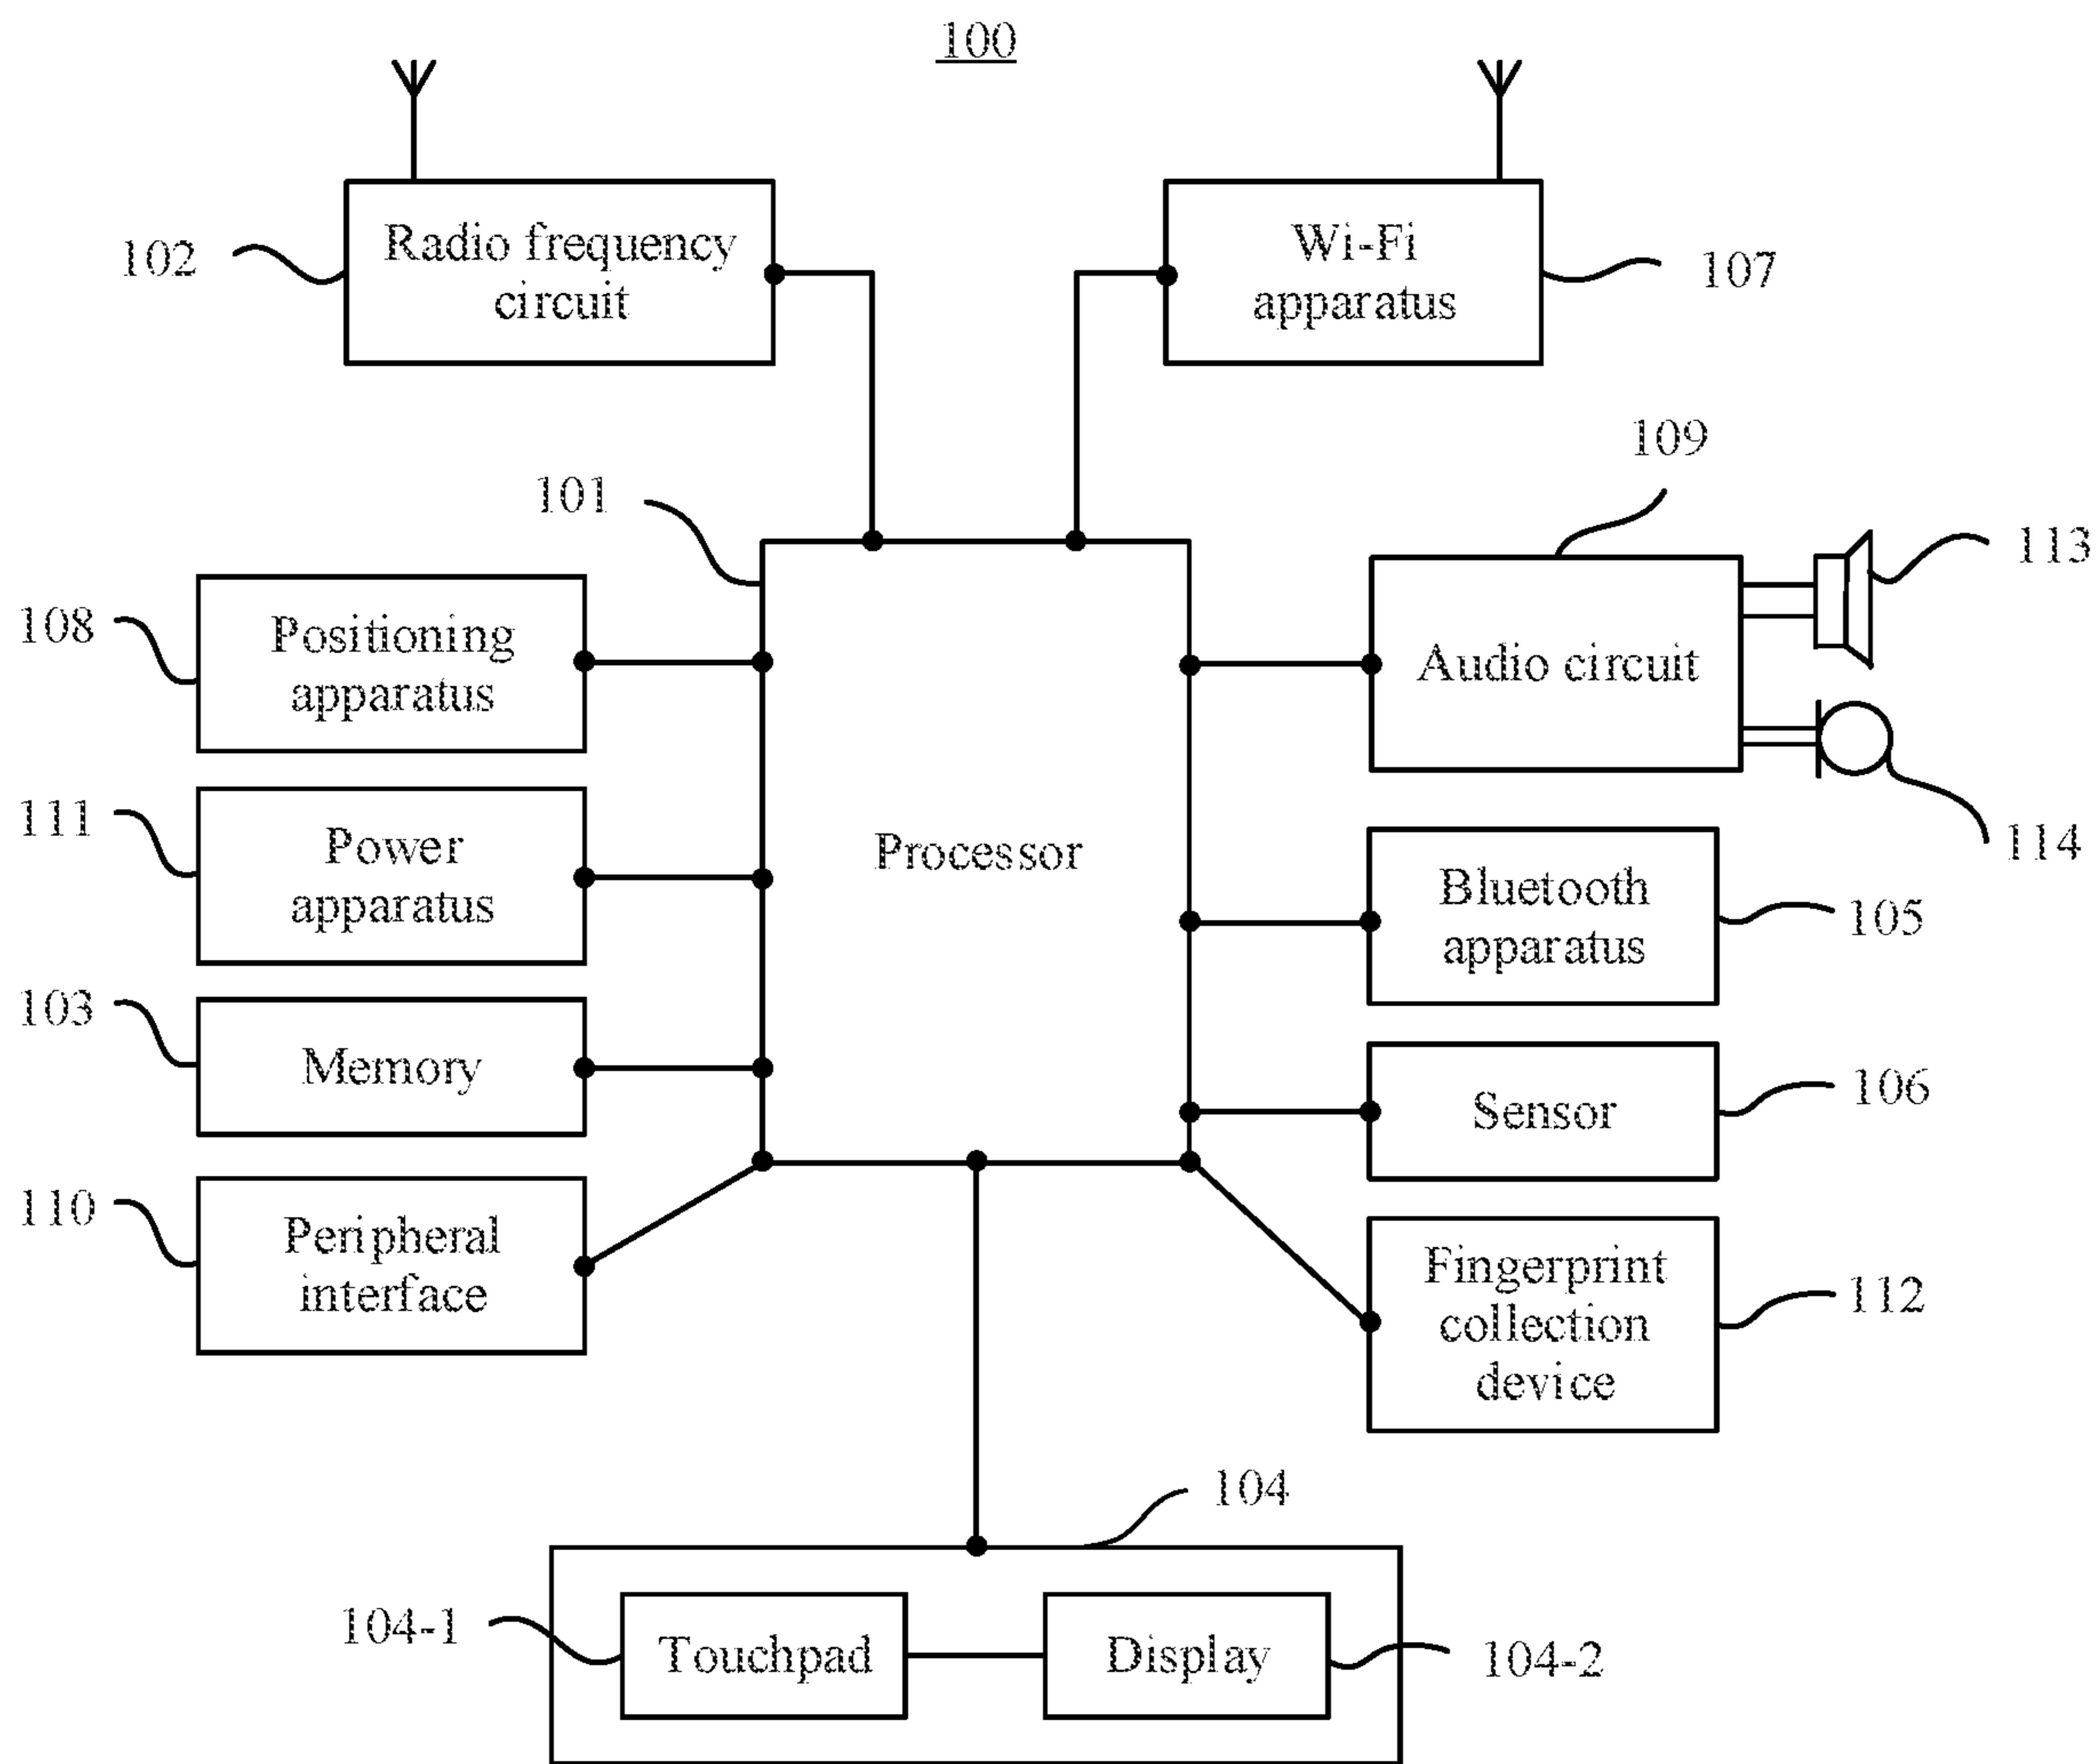 100
102
Radio frequency
circuit
Wi-Fi
apparatus
107
109
101
113
108
Positioning
apparatus
Audio circuit
111
Power
apparatus
Processor
114
Bluetooth
apparatus
105
103
Memory
Sensor
106
110
Peripheral
interface
Fingerprint
collection
device
112
104
104-1
Touchpad
Display
104-2